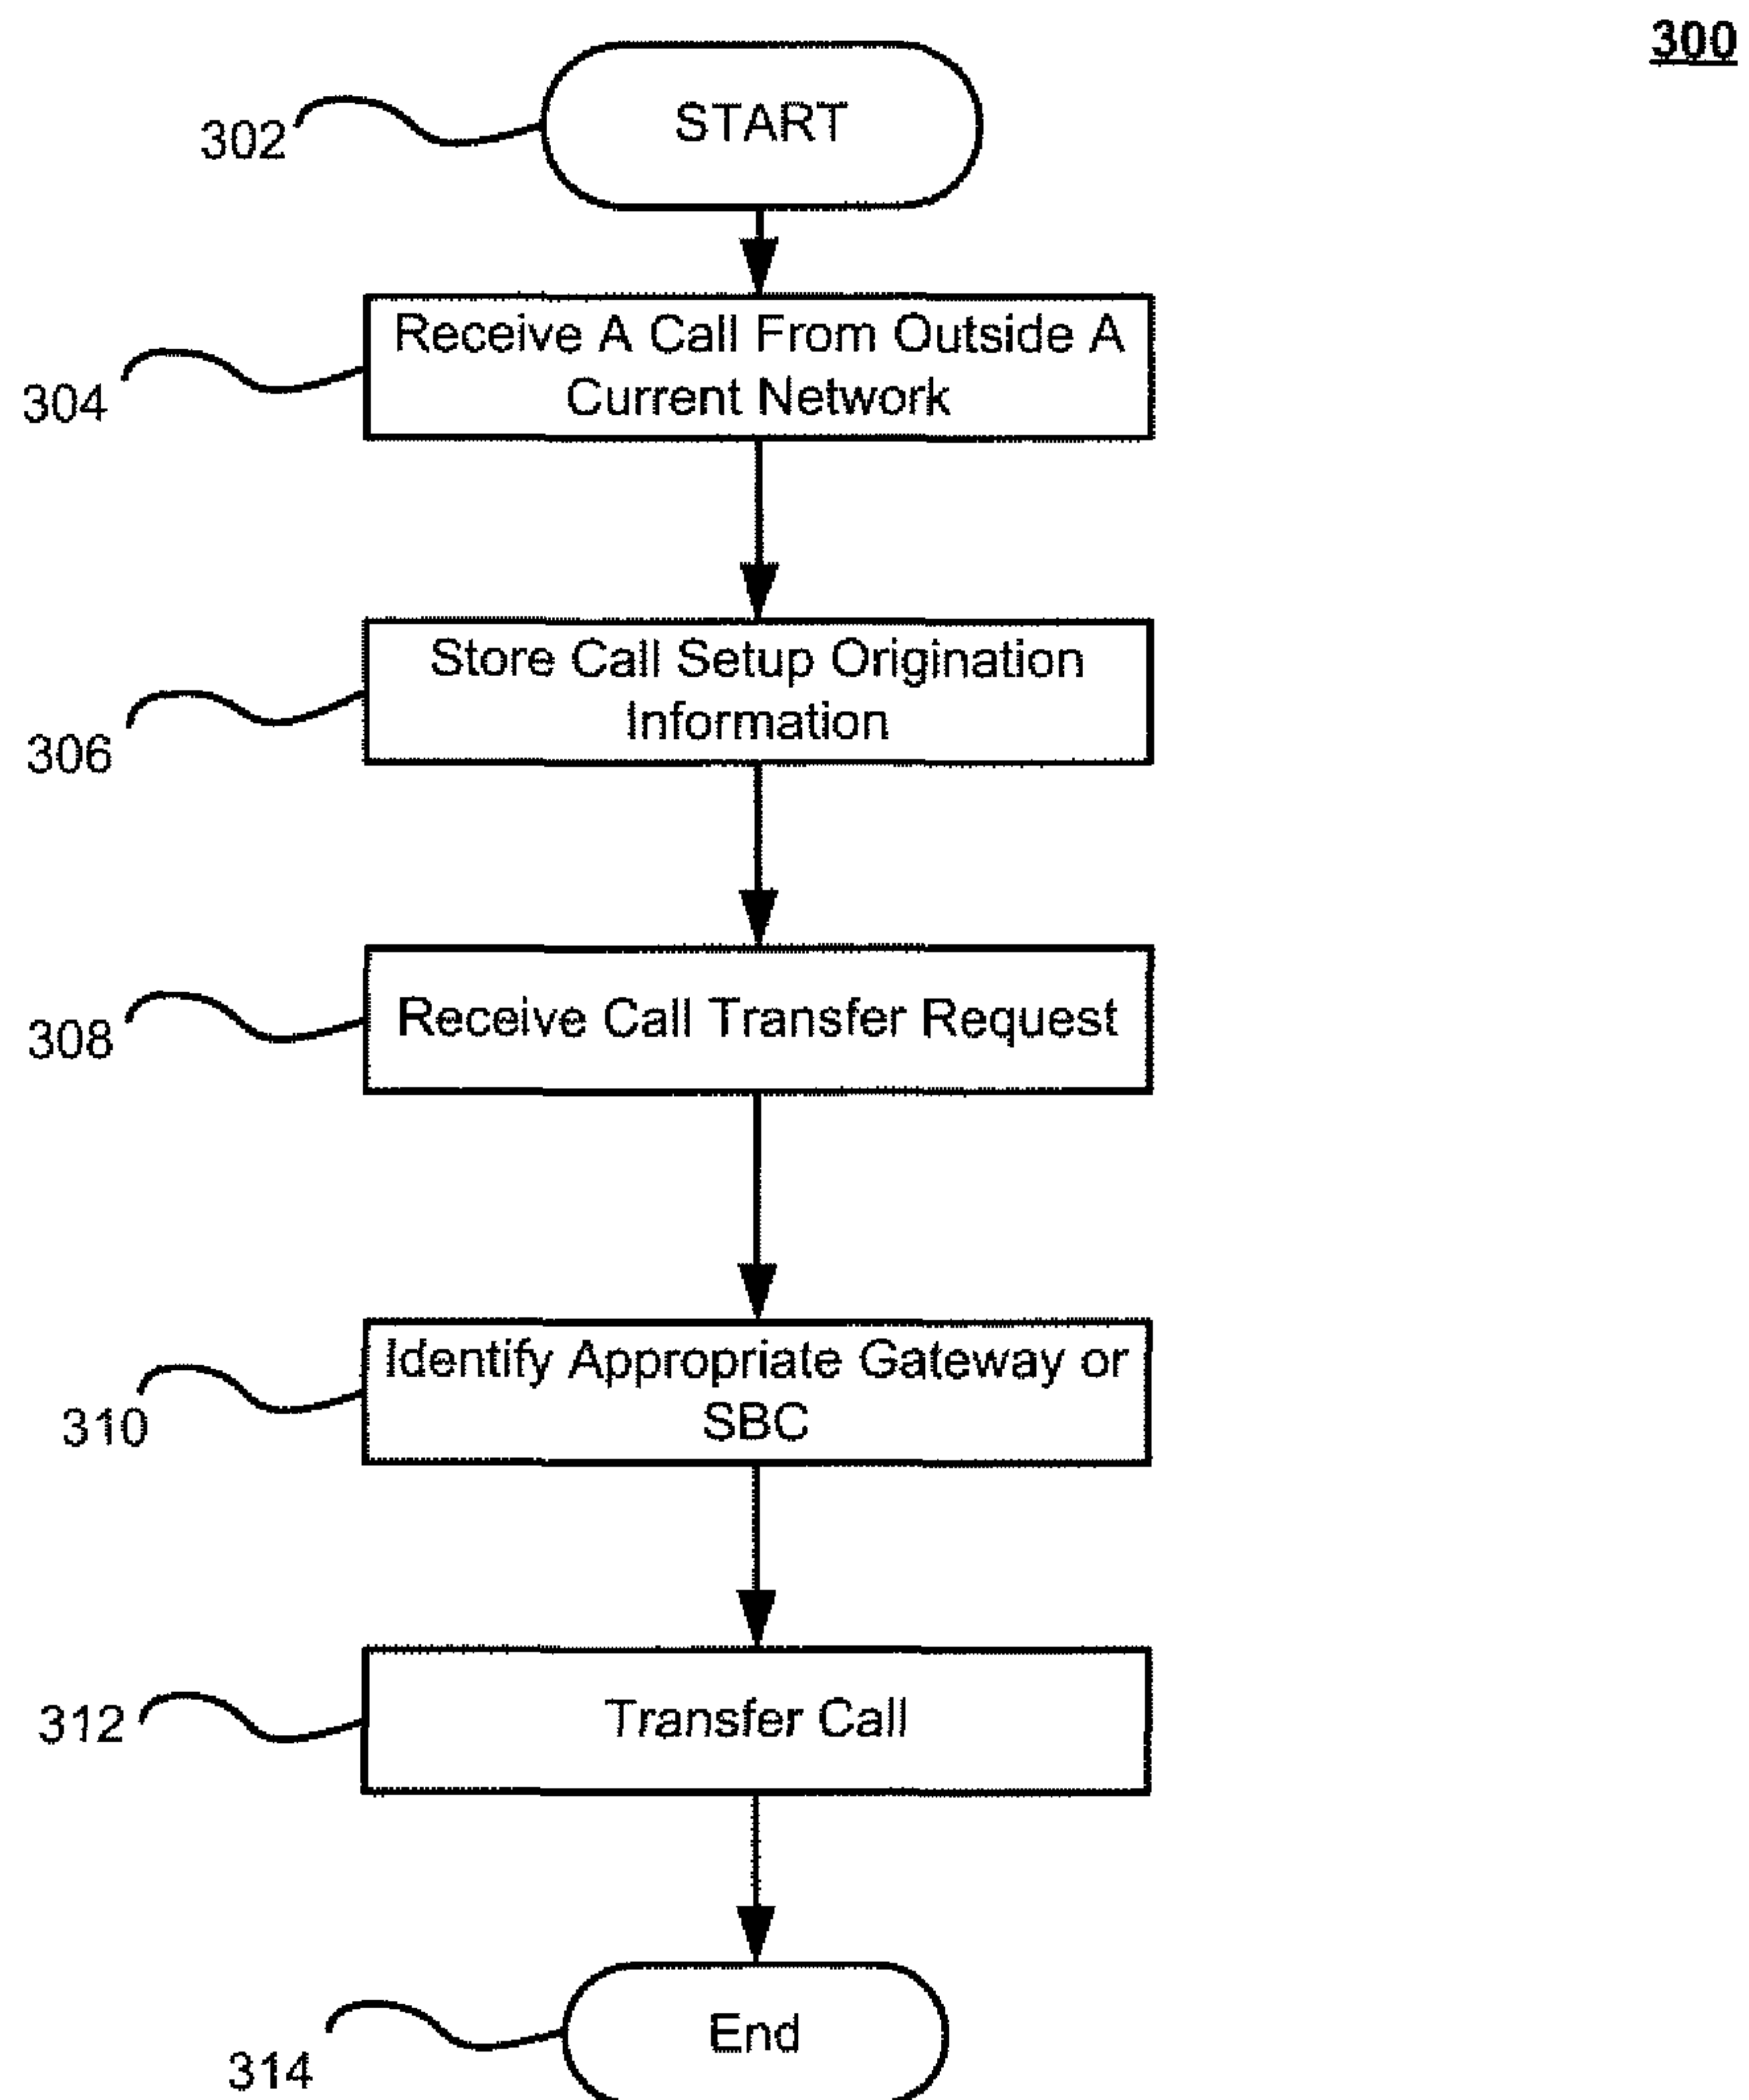 300
START
302
Receive A Call From Outside A
Current Network
304
Store Call Setup Origination
Information
306
Receive Call Transfer Request
308
Identify Appropriate Gateway or
SBC
310
Transfer Call
312
End
314